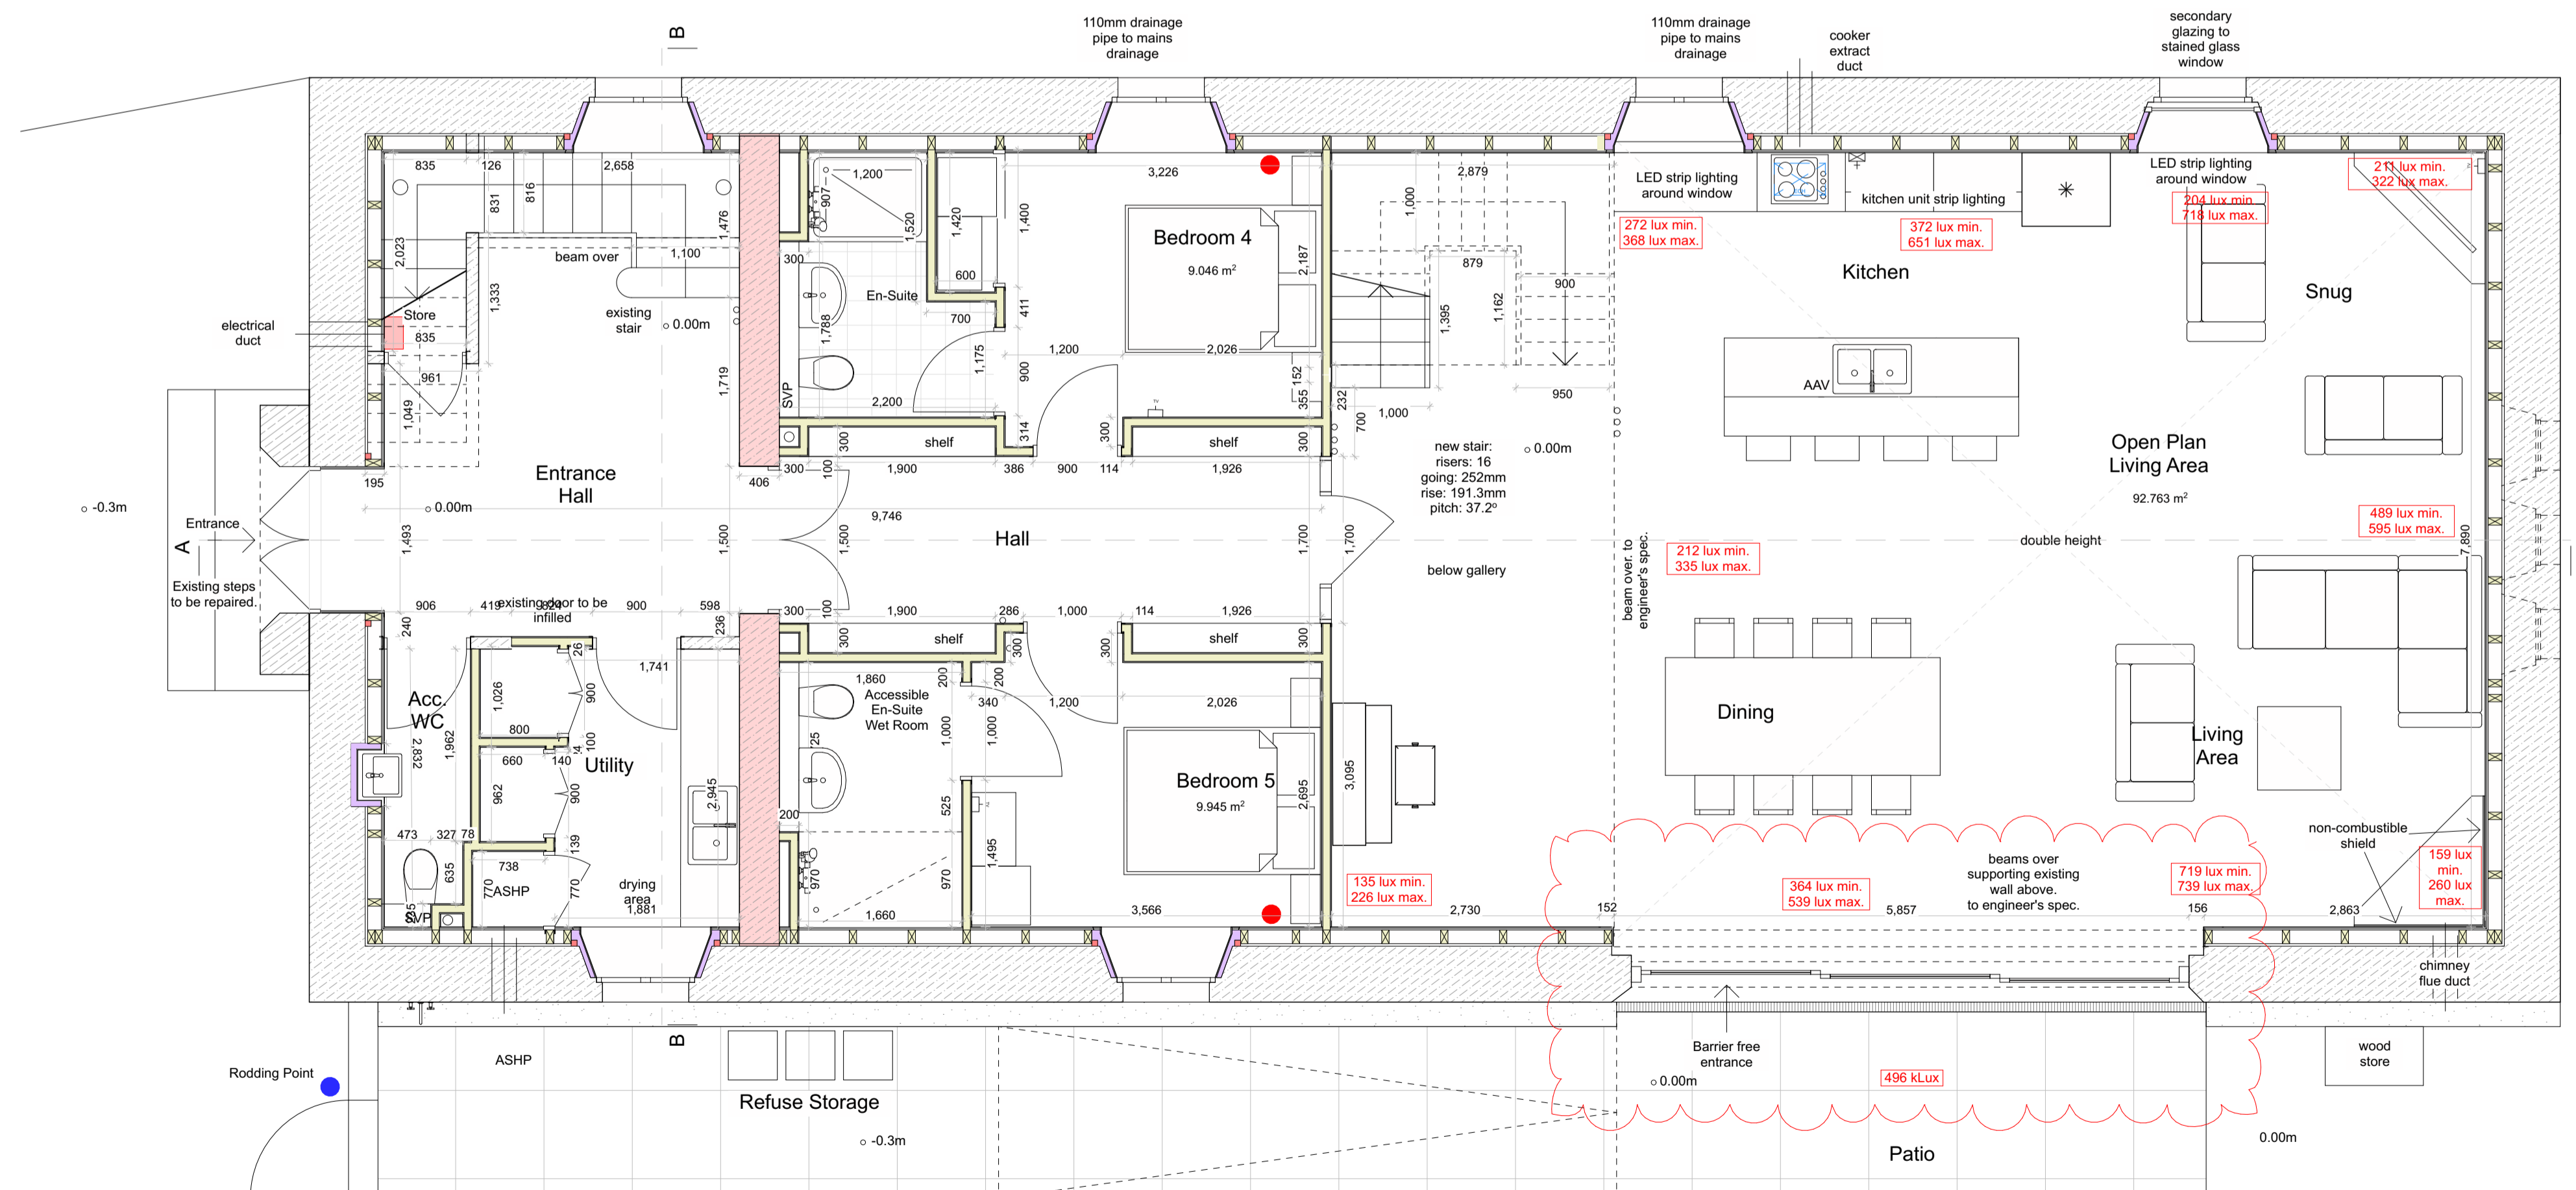 B
110mm drainage
pipe to mains
drainage
110mm drainage
pipe to mains
drainage
cooker
extract
duct
secondary
glazing to
stained glass
window
835
126
2,658
831
816
1,476
2,023
beam over
1,100
1,333
Store
835
existing
stair
0.00m
electrical
duct
961
1,049
1,719
195
Entrance
Hall
406
-0.3m
0.00m
Entrance
A
Existing steps
to be repaired.
1,493
1,500
9,746
1,200
907
1,520
1,420
1,400
300
En-Suite
600
700
411
1,788
1,175
900
SVP
2,200
314
3,226
Bedroom 4
9.046 m²
2,187
1,200
2,026
152
355
300
shelf
300
shelf
300
300
100
1,900
386
900
114
1,926
1,500
Hall
1,700
1,700
2,879
1,000
879
900
1,395
1,162
232
700
1,000
950
new stair:
risers: 16
going: 252mm
rise: 191.3mm
pitch: 37.2º
0.00m
below gallery
beam over. to
engineer's spec.
LED strip lighting
around window
272 lux min.
368 lux max.
kitchen unit strip lighting
372 lux min.
651 lux max.
Kitchen
LED strip lighting
around window
204 lux min.
718 lux max.
211 lux min.
322 lux max.
Snug
AAV
Open Plan
Living Area
92.763 m²
489 lux min.
595 lux max.
7,890
double height
212 lux min.
335 lux max.
906
419
existing door to be
infilled
900
598
240
236
26
1,741
Acc.
WC
1,026
900
800
2,832
1,962
100
660
140
Utility
962
900
2,945
473
327
78
139
738
635
770
ASHP
770
drying
area
1,881
SVP
300
100
1,900
286
1,000
114
1,926
300
shelf
300
300
shelf
300
1,860
200
200
Accessible
En-Suite
Wet Room
340
1,200
2,026
1,000
1,000
25
200
525
970
970
1,495
1,660
Bedroom 5
9.945 m²
2,695
3,566
3,095
135 lux min.
226 lux max.
2,730
152
Dining
Living
Area
364 lux min.
539 lux max.
5,857
beams over
supporting existing
wall above.
to engineer's spec.
719 lux min.
739 lux max.
156
2,863
non-combustible
shield
159 lux
min.
260 lux
max.
chimney
flue duct
B
ASHP
Rodding Point
Refuse Storage
-0.3m
Barrier free
entrance
0.00m
496 kLux
Patio
wood
store
0.00m